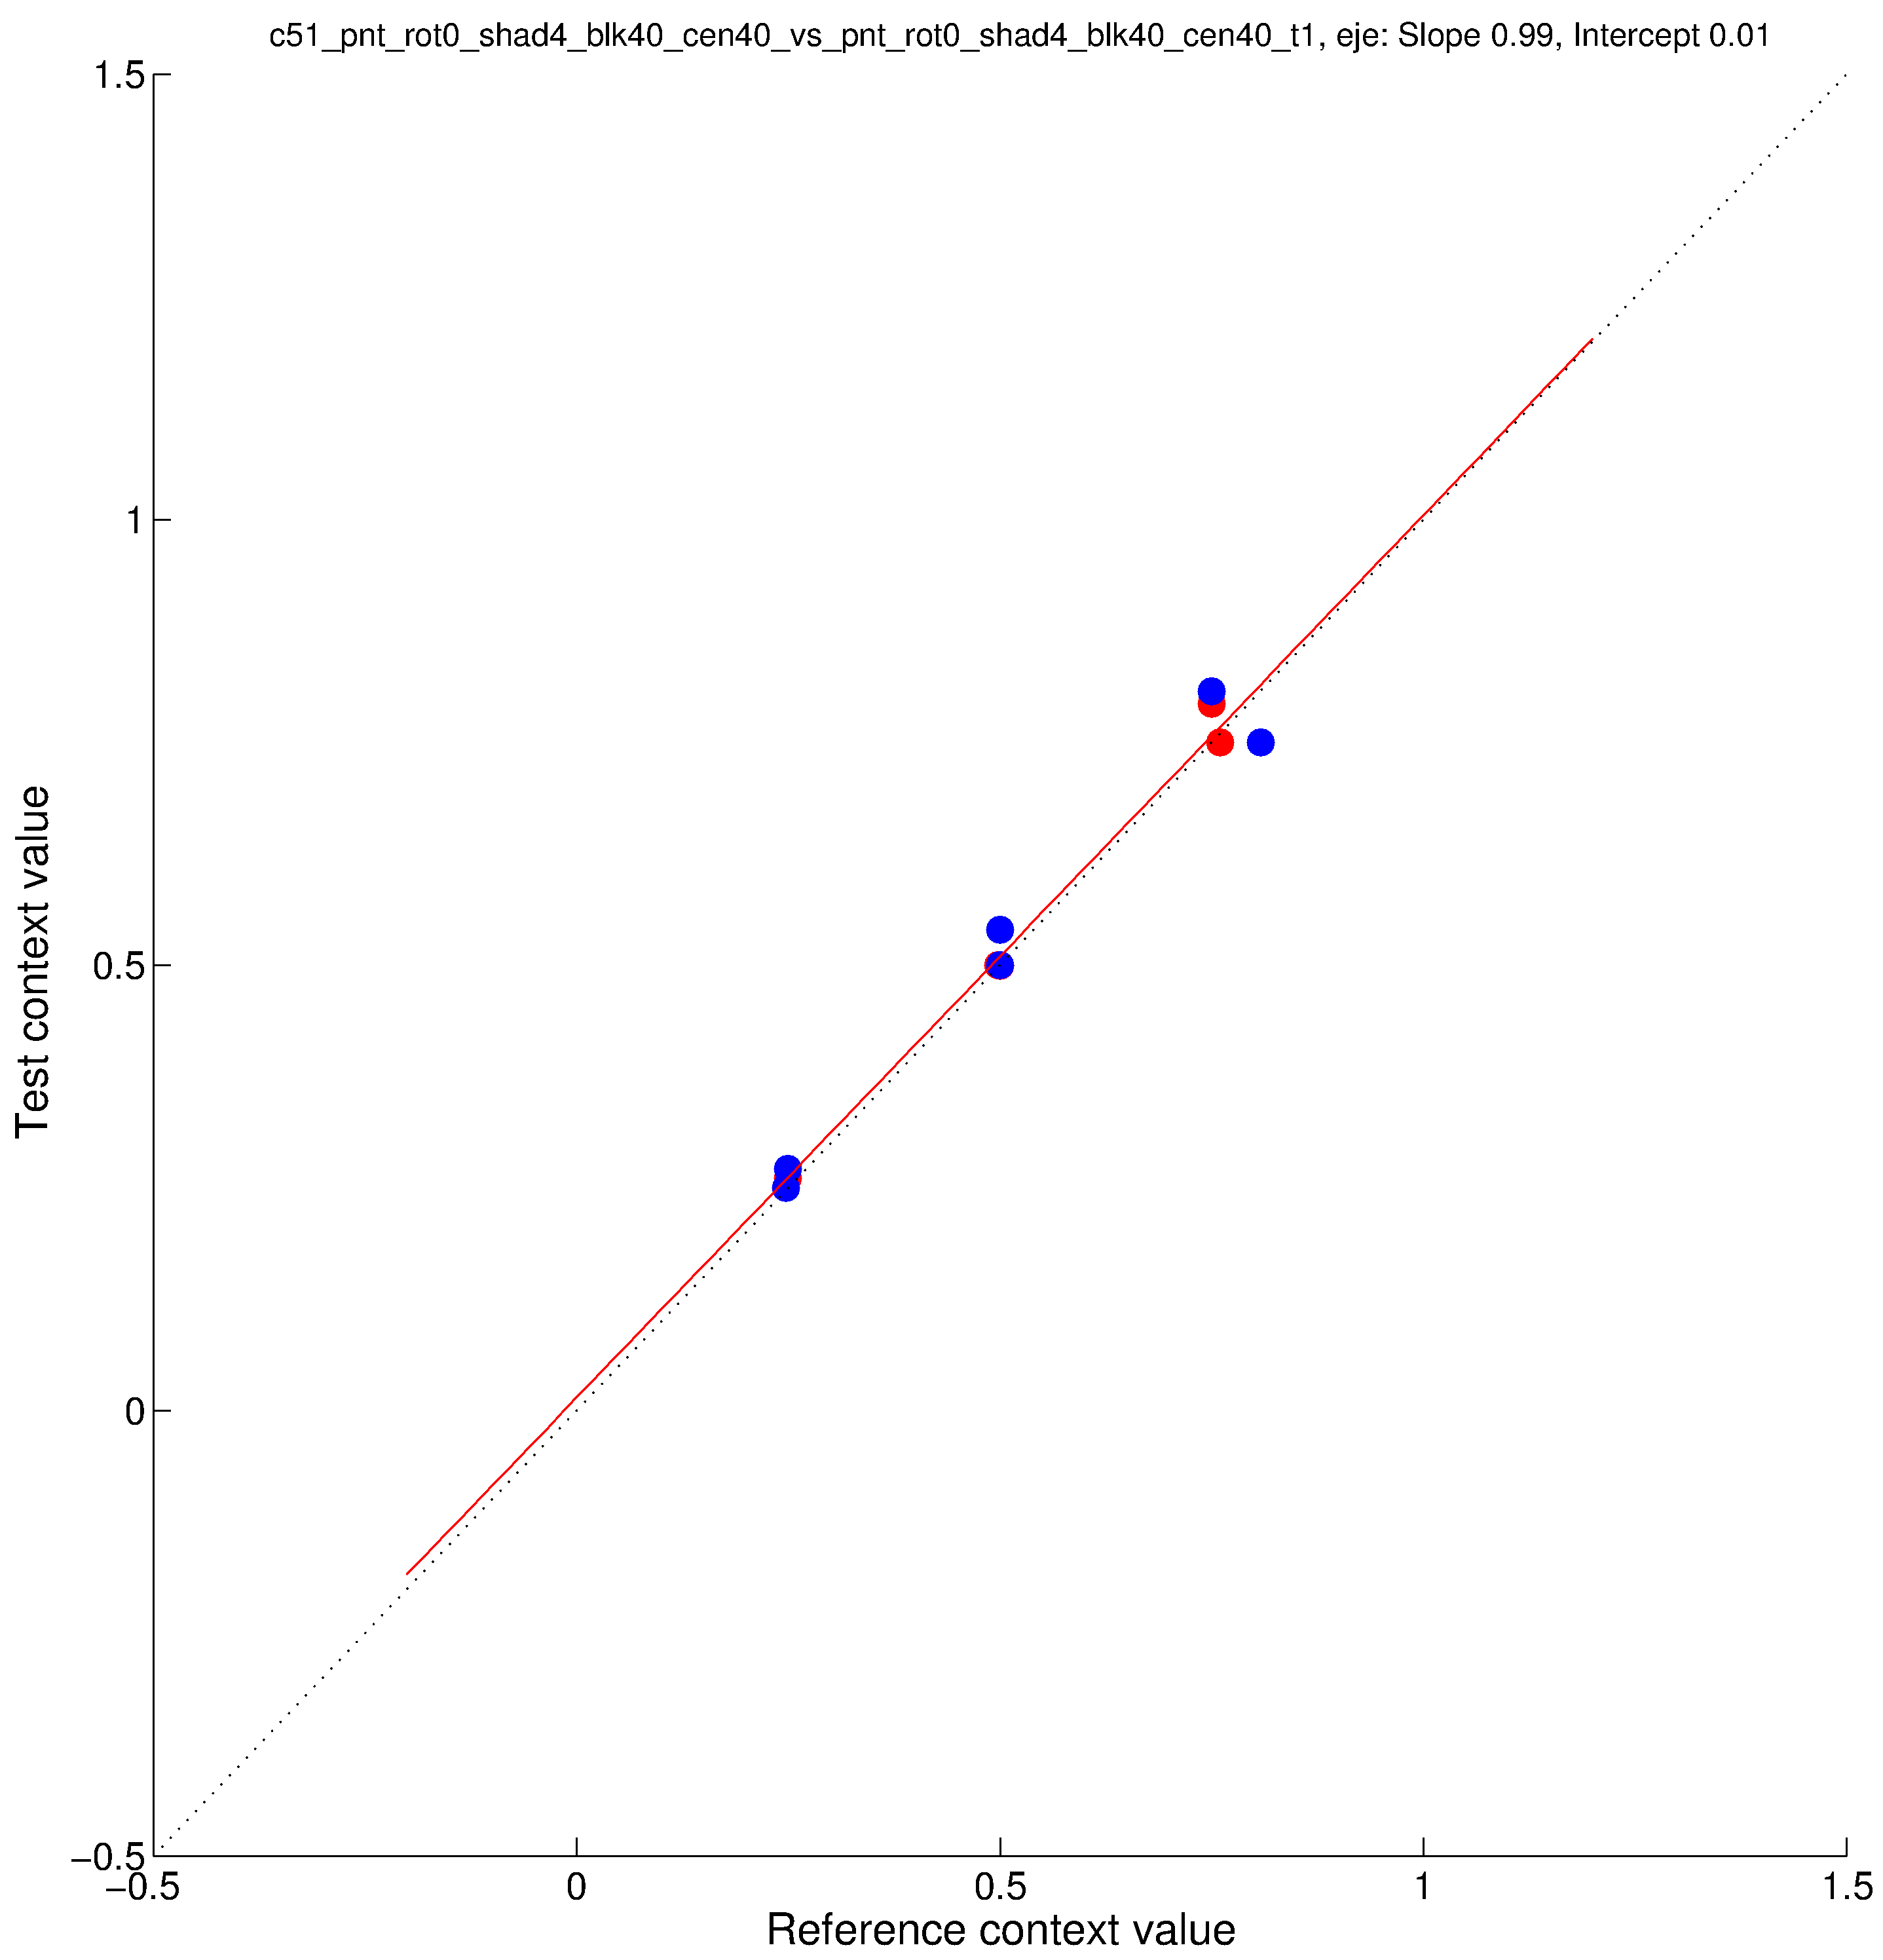 c51_pnt_rot0_shad4_blk40_cen40_vs_pnt_rot0_shad4_blk40_cen40_t1, eje: Slope 0.99, Intercept 0.01
1.5
1
0.5
0
−0.5
Test context value
−0.5 0 0.5 1 1.5
Reference context value